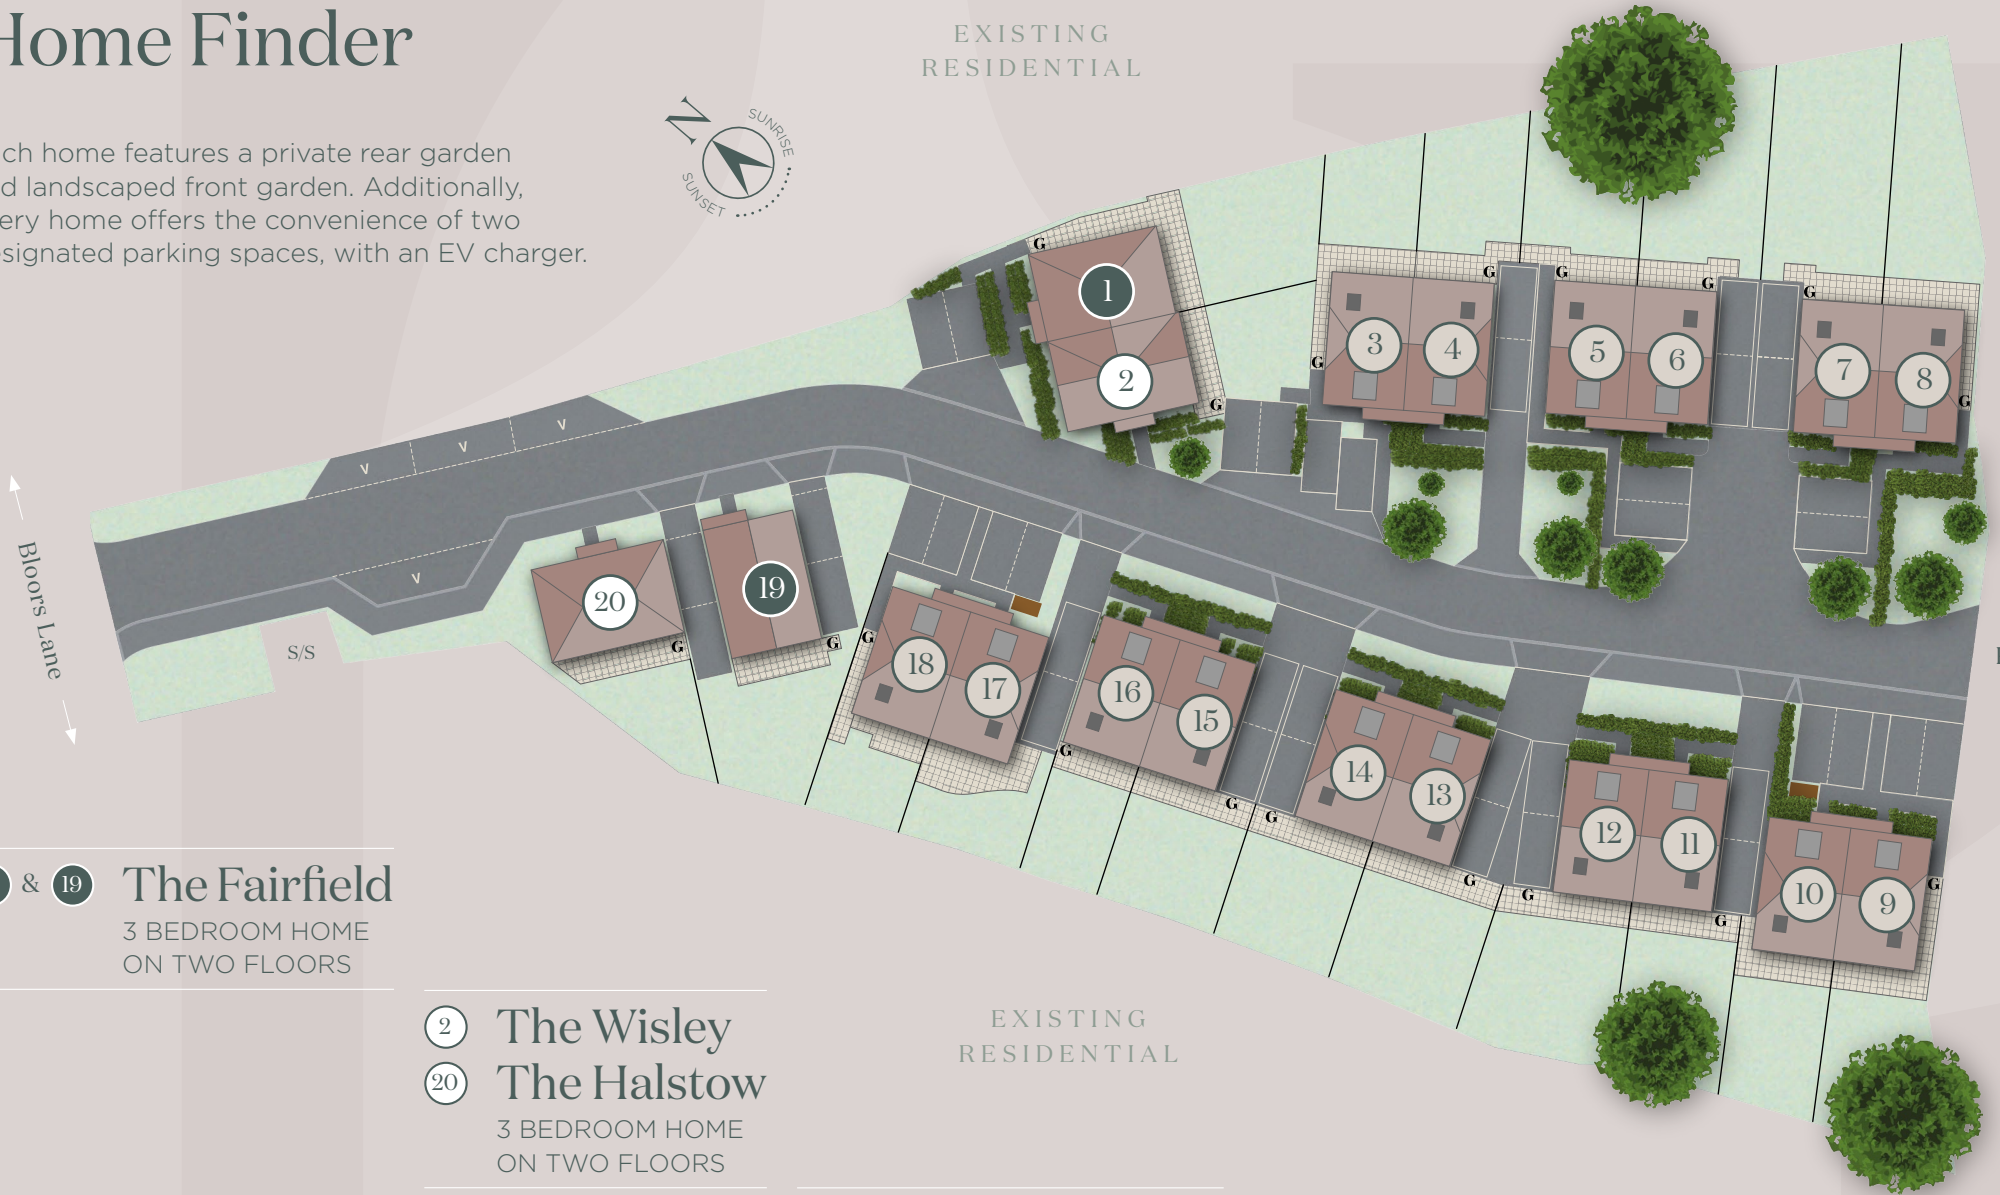 Home Finder
ch home features a private rear garden
d landscaped front garden. Additionally,
ery home offers the convenience of two
signated parking spaces, with an EV charger.
EXISTING
RESIDENTIAL
N
SUNRISE
SUNSET
G
1
2
G
G
G
G
G
G
G
3
4
5
6
7
8
V
V
V
V
Bloors Lane
S/S
20
19
G
G
G
18
17
16
15
G
G
G
14
13
G
G
12
11
G
10
9
G
& 19 The Fairfield
3 BEDROOM HOME
ON TWO FLOORS
2 The Wisley
20 The Halstow
3 BEDROOM HOME
ON TWO FLOORS
EXISTING
RESIDENTIAL